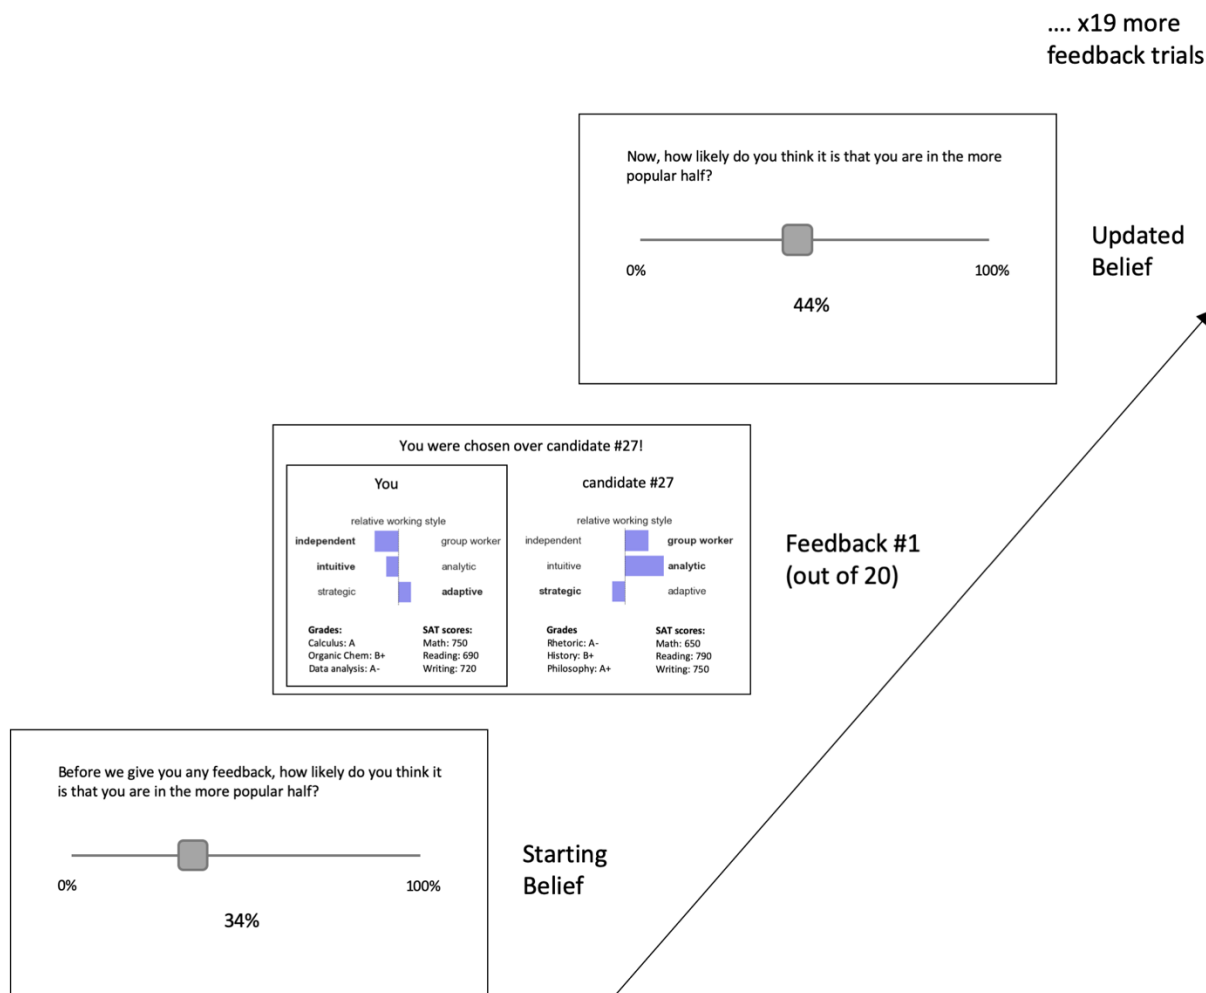 .... x19 more
feedback trials
Now, how likely do you think it is that you are in the more
popular half?
0%
100%
44%
Updated
Belief
You were chosen over candidate #27!
You
candidate #27
relative working style
relative working style
independent
group worker
independent
group worker
intuitive
analytic
intuitive
analytic
strategic
adaptive
strategic
adaptive
Grades:
SAT scores:
Grades
SAT scores:
Calculus: A
Math: 750
Rhetoric: A-
Math: 650
Organic Chem: B+
Reading: 690
History: B+
Reading: 790
Data analysis: A-
Writing: 720
Philosophy: A+
Writing: 750
Feedback #1
(out of 20)
Before we give you any feedback, how likely do you think it
is that you are in the more popular half?
0%
100%
34%
Starting
Belief